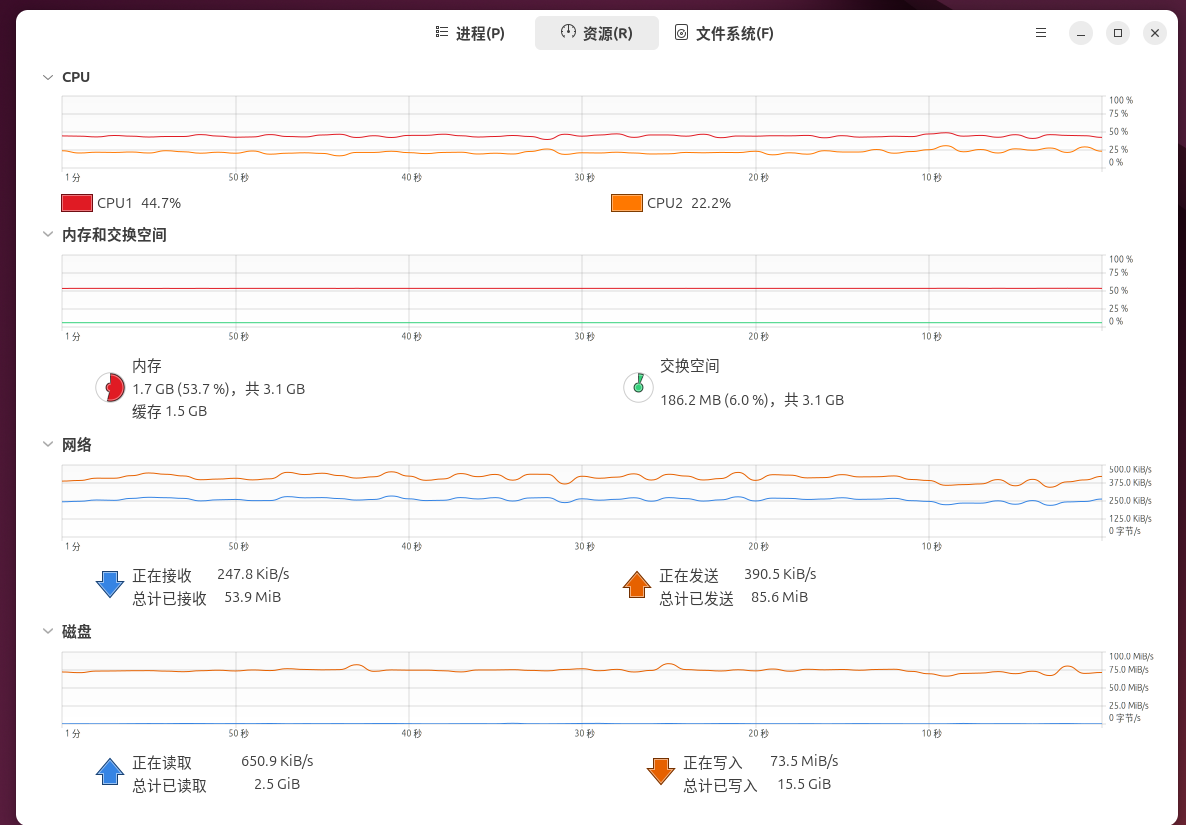 进程(P) 资源(R) 文件系统(F)
CPU
100 %
75 %
50 %
25 %
0 %
1 分 50 秒 40 秒 30 秒 20 秒 10 秒
CPU1 44.7% CPU2 22.2%
内存和交换空间
100 %
75 %
50 %
25 %
0 %
1 分 50 秒 40 秒 30 秒 20 秒 10 秒
内存
1.7 GB (53.7 %)，共 3.1 GB
缓存 1.5 GB
交换空间
186.2 MB (6.0 %)，共 3.1 GB
网络
500.0 KiB/s
375.0 KiB/s
250.0 KiB/s
125.0 KiB/s
0 字节/s
1 分 50 秒 40 秒 30 秒 20 秒 10 秒
正在接收 247.8 KiB/s
总计已接收 53.9 MiB
正在发送 390.5 KiB/s
总计已发送 85.6 MiB
磁盘
100.0 MiB/s
75.0 MiB/s
50.0 MiB/s
25.0 MiB/s
0 字节/s
1 分 50 秒 40 秒 30 秒 20 秒 10 秒
正在读取 650.9 KiB/s
总计已读取 2.5 GiB
正在写入 73.5 MiB/s
总计已写入 15.5 GiB